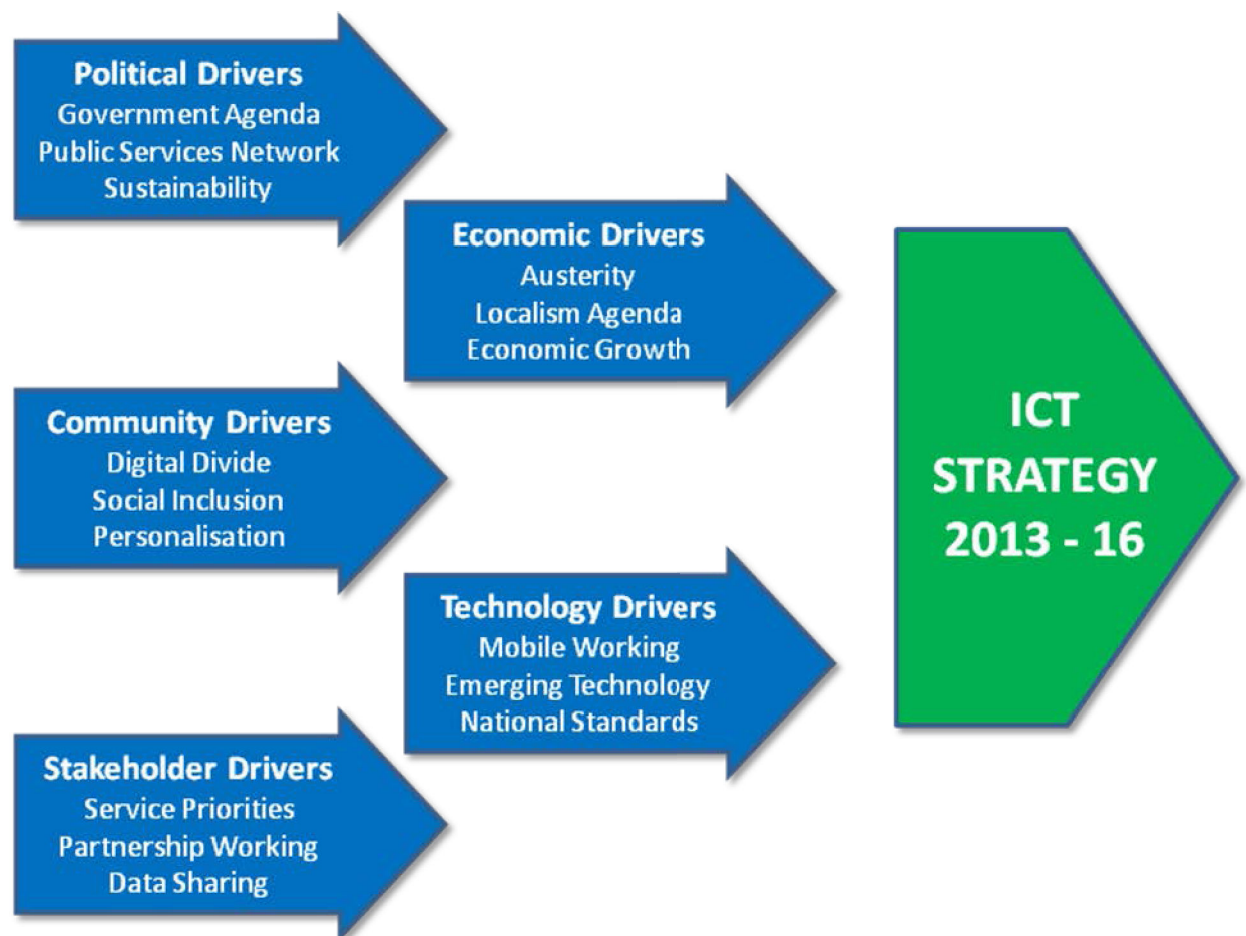 Political Drivers
Government Agenda
Public Services Network
Sustainability
Economic Drivers
Austerity
Localism Agenda
Economic Growth
Community Drivers
Digital Divide
Social Inclusion
Personalisation
Technology Drivers
Mobile Working
Emerging Technology
National Standards
Stakeholder Drivers
Service Priorities
Partnership Working
Data Sharing
ICT
STRATEGY
2013 - 16